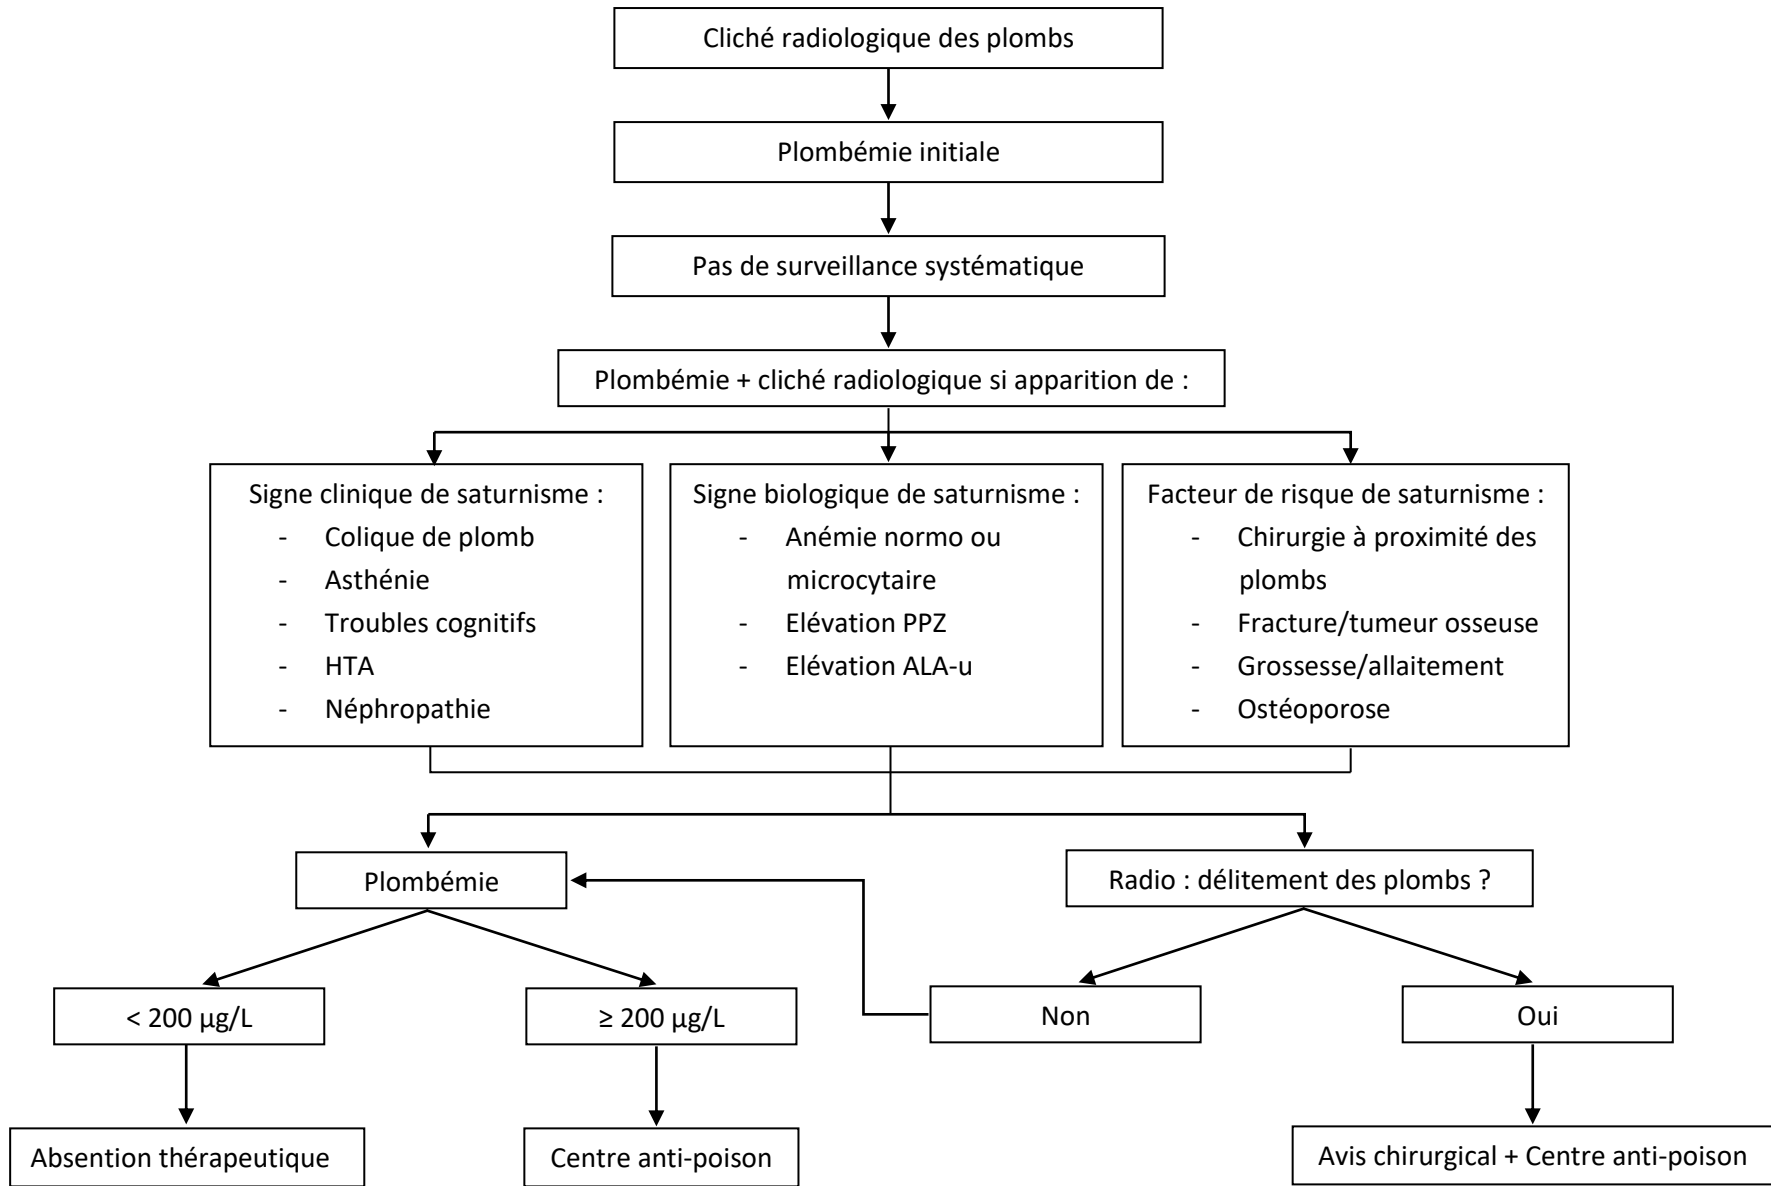 Cliché radiologique des plombs
Plombémie initiale
Pas de surveillance systématique
Plombémie + cliché radiologique si apparition de :
Signe clinique de saturnisme :
- Colique de plomb
- Asthénie
- Troubles cognitifs
- HTA
- Néphropathie
Signe biologique de saturnisme :
- Anémie normo ou
microcytaire
- Elévation PPZ
- Elévation ALA-u
Facteur de risque de saturnisme :
- Chirurgie à proximité des
plombs
- Fracture/tumeur osseuse
- Grossesse/allaitement
- Ostéoporose
Plombémie
Radio : délitement des plombs ?
< 200 µg/L
≥ 200 µg/L
Non
Oui
Absention thérapeutique
Centre anti-poison
Avis chirurgical + Centre anti-poison